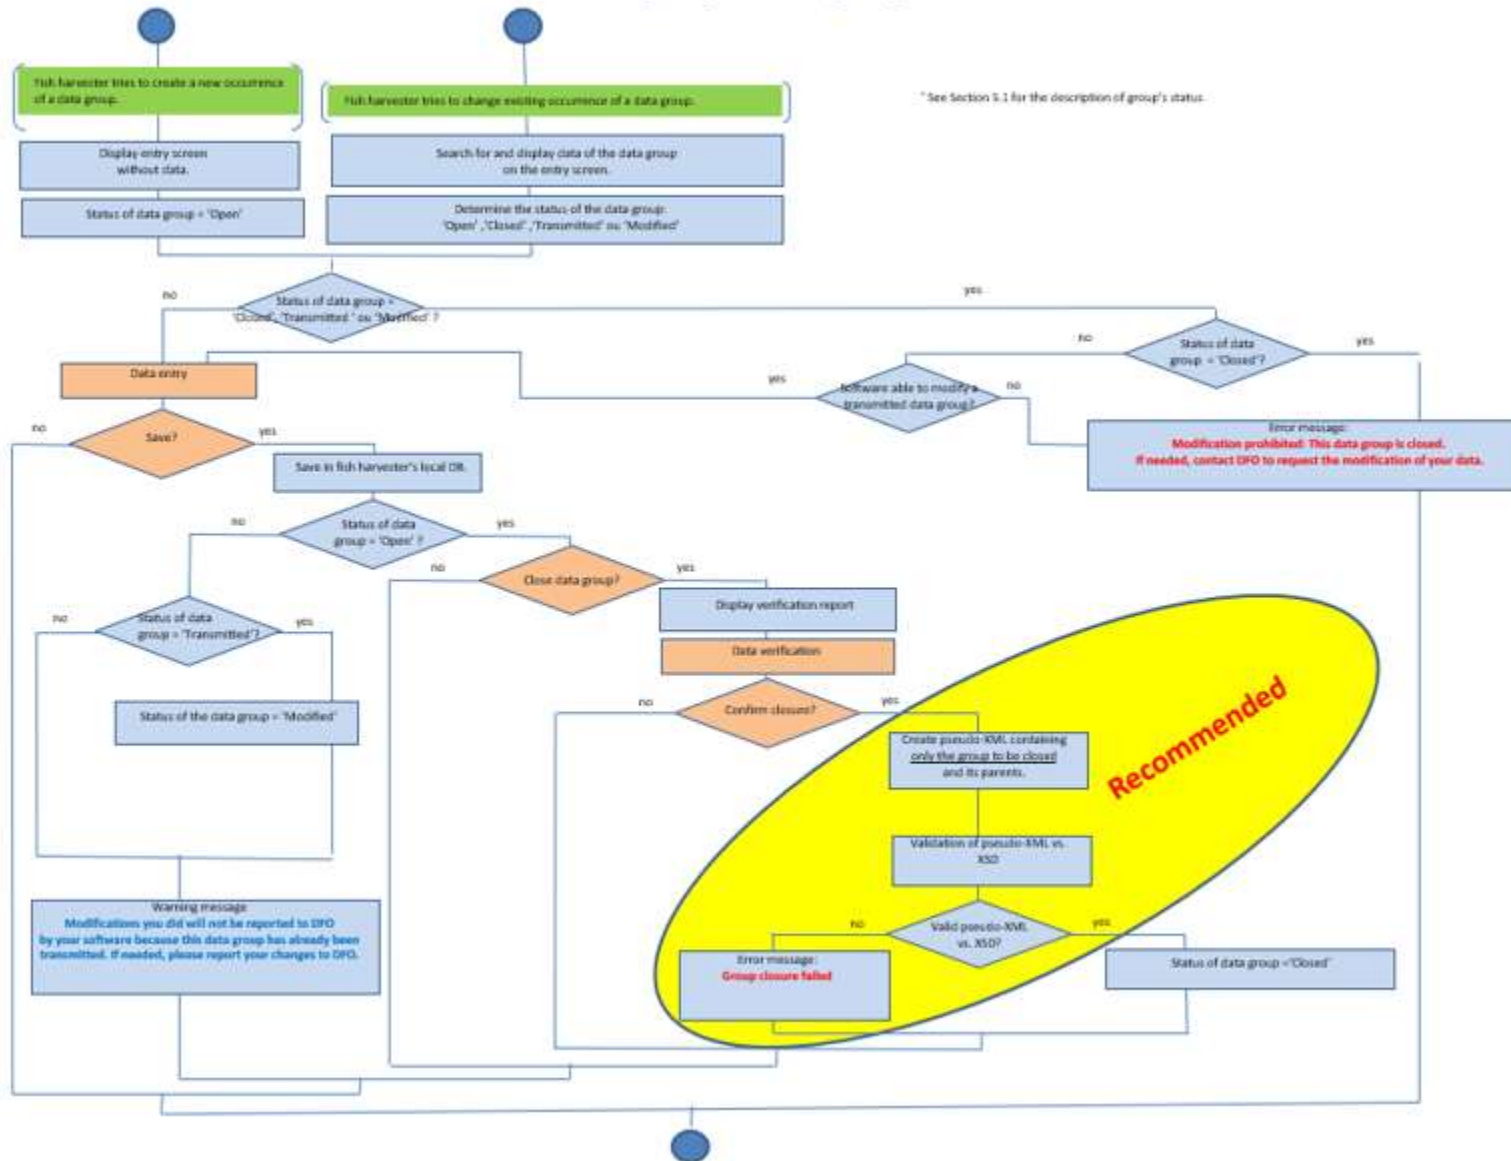 Fish harvester tries to create a new occurrence
of a data group.
Fish harvester tries to change existing occurrence of a data group.
* See Section 5.1 for the description of group's status.
Display entry screen
without data.
Search for and display data of the data group
on the entry screen.
Status of data group = 'Open'
Determine the status of the data group:
'Open' ,'Closed' ,'Transmitted' ou 'Modified'
no
Status of data group =
'Closed', 'Transmitted ' ou 'Modified' ?
yes
no
Status of data
group = 'Closed'?
yes
Data entry
yes
Software able to modify a
transmitted data group?
no
no
Save?
yes
Error message:
Modification prohibited: This data group is closed.
If needed, contact DFO to request the modification of your data.
Save in fish harvester's local DB.
no
Status of data
group = 'Open' ?
yes
no
Close data group?
yes
Display verification report
no
Status of data
group = 'Transmitted'?
yes
Data verification
no
Confirm closure?
yes
Status of the data group = 'Modified'
Create pseudo-XML containing
only the group to be closed
and its parents.
Recommended
Validation of pseudo-XML vs.
XSD
Warning message
Modifications you did will not be reported to DFO
by your software because this data group has already been
transmitted. If needed, please report your changes to DFO.
no
Valid pseudo-XML
vs. XSD?
yes
Error message:
Group closure failed
Status of data group ='Closed'